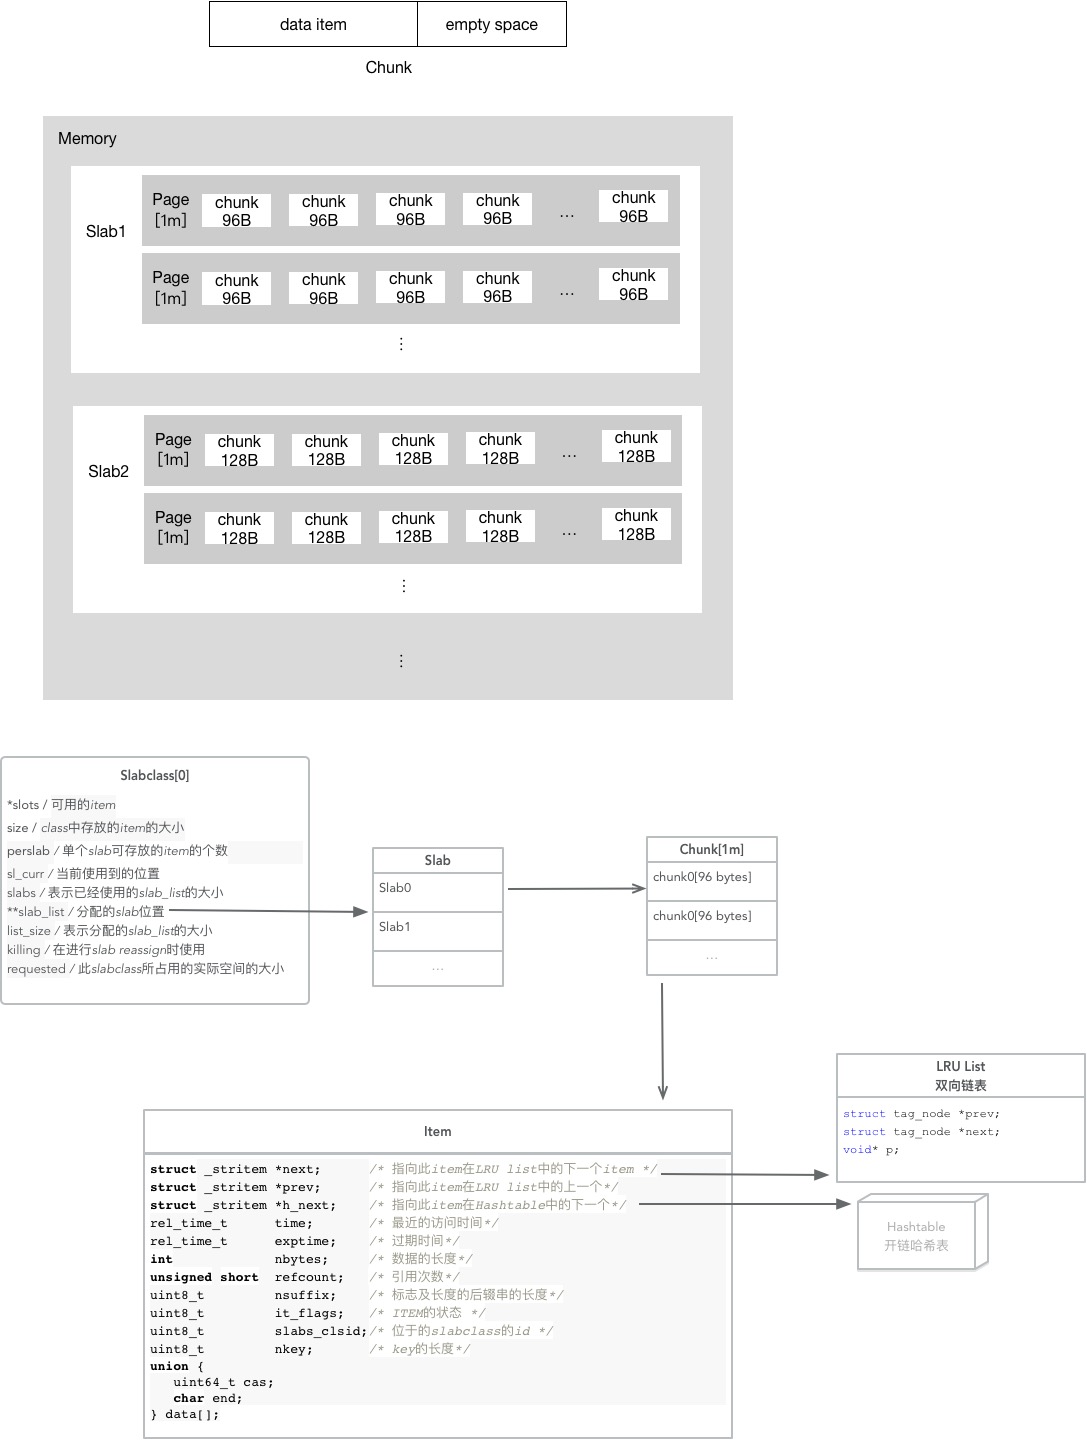 data item
empty space
Chunk
Memory
Slab1
Page
[1m]
chunk
96B
chunk
96B
chunk
96B
chunk
96B
...
chunk
96B
Page
[1m]
chunk
96B
chunk
96B
chunk
96B
chunk
96B
...
chunk
96B
⋮
Slab2
Page
[1m]
chunk
128B
chunk
128B
chunk
128B
chunk
128B
...
chunk
128B
Page
[1m]
chunk
128B
chunk
128B
chunk
128B
chunk
128B
...
chunk
128B
⋮
⋮
Slabclass[0]
*slots / 可用的item
size / class中存放的item的大小
perslab / 单个slab可存放的item的个数
sl_curr / 当前使用到的位置
slabs / 表示已经使用的slab_list的大小
**slab_list / 分配的slab位置
list_size / 表示分配的slab_list的大小
killing / 在进行slab reassign时使用
requested / 此slabclass所占用的实际空间的大小
Slab
Slab0
Slab1
...
Chunk[1m]
chunk0[96 bytes]
chunk0[96 bytes]
...
LRU List
双向链表
struct tag_node *prev;
struct tag_node *next;
void* p;
Hashtable
开链哈希表
Item
struct _stritem *next; /* 指向此item在LRU list中的下一个item */
struct _stritem *prev; /* 指向此item在LRU list中的上一个*/
struct _stritem *h_next; /* 指向此item在Hashtable中的下一个*/
rel_time_t time; /* 最近的访问时间*/
rel_time_t exptime; /* 过期时间*/
int nbytes; /* 数据的长度*/
unsigned short refcount; /* 引用次数*/
uint8_t nsuffix; /* 标志及长度的后辍串的长度*/
uint8_t it_flags; /* ITEM的状态 */
uint8_t slabs_clsid;/* 位于的slabclass的id */
uint8_t nkey; /* key的长度*/
union {
uint64_t cas;
char end;
} data[];